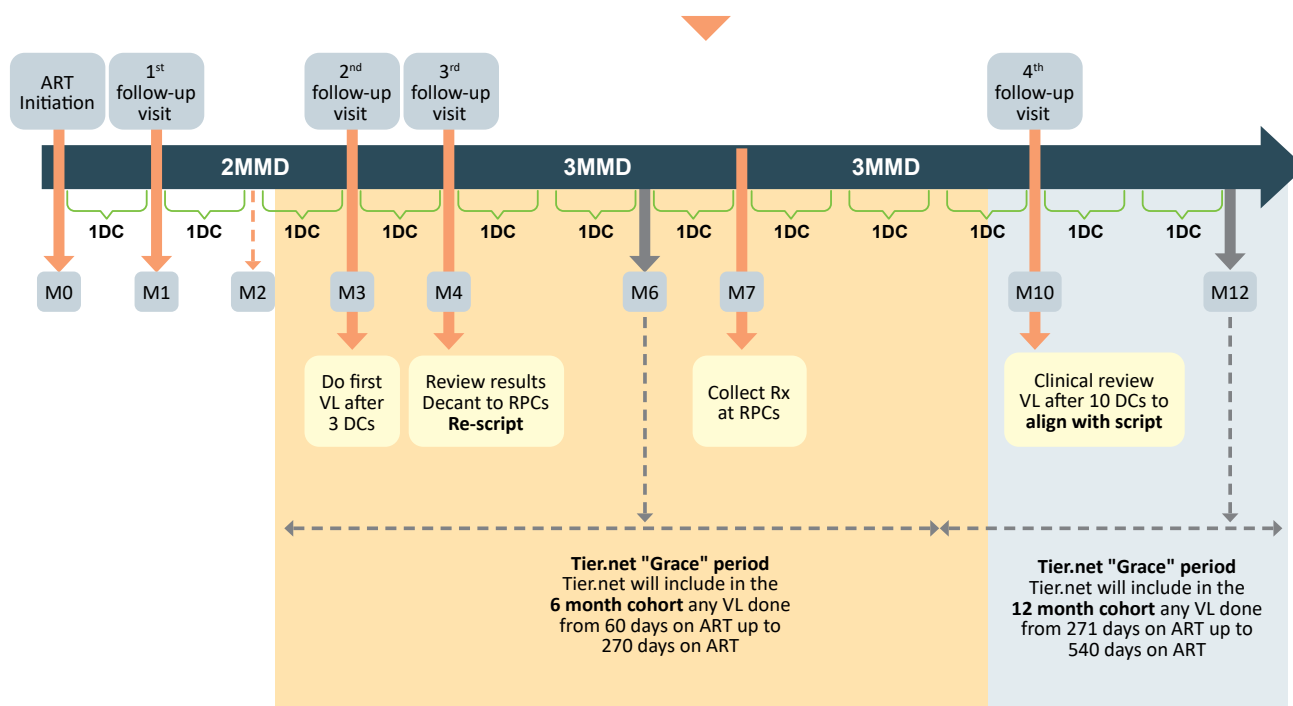 ART
Initiation
1st
follow-up
visit
2nd
follow-up
visit
3rd
follow-up
visit
4th
follow-up
visit
2MMD
3MMD
3MMD
1DC
1DC
1DC
1DC
1DC
1DC
1DC
1DC
1DC
1DC
1DC
1DC
M0
M1
M2
M3
M4
M6
M7
M10
M12
Do first
VL after
3 DCs
Review results
Decant to RPCs
Re-script
Collect Rx
at RPCs
Clinical review
VL after 10 DCs to
align with script
Tier.net "Grace" period
Tier.net will include in the
6 month cohort any VL done
from 60 days on ART up to
270 days on ART
Tier.net "Grace" period
Tier.net will include in the
12 month cohort any VL done
from 271 days on ART up to
540 days on ART